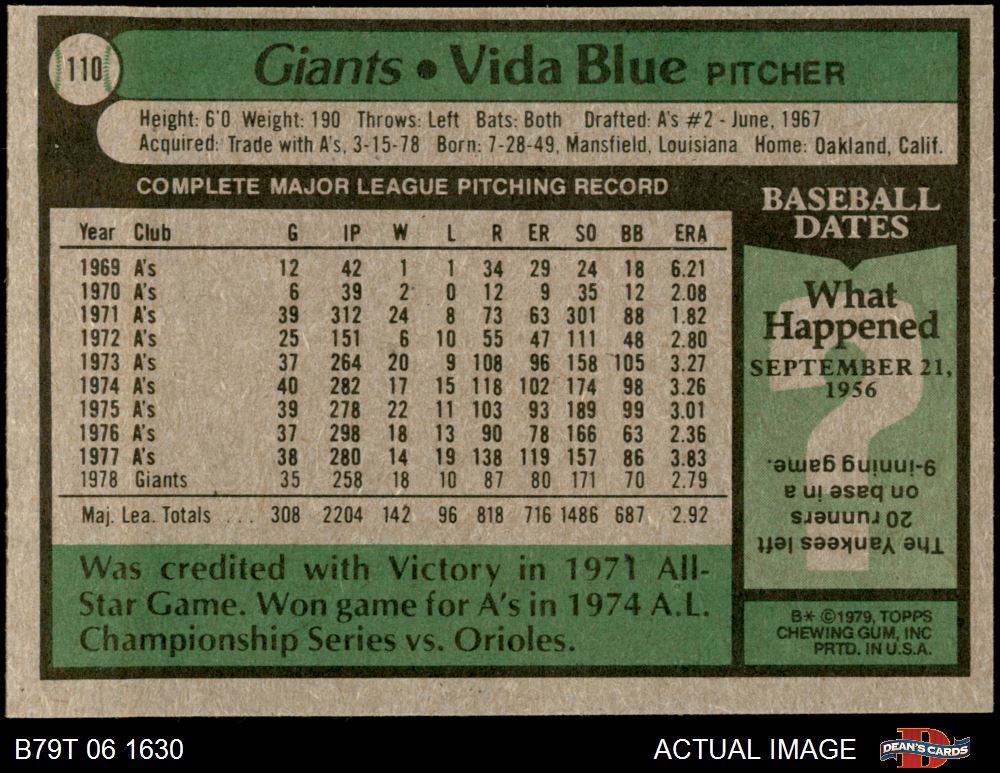 110
Giants • Vida Blue PITCHER
Height: 6'0 Weight: 190 Throws: Left Bats: Both Drafted: A's #2 - June, 1967
Acquired: Trade with A's, 3-15-78 Born: 7-28-49, Mansfield, Louisiana Home: Oakland, Calif.
COMPLETE MAJOR LEAGUE PITCHING RECORD
Year Club G IP W L R ER SO BB ERA
1969 A's 12 42 1 1 34 29 24 18 6.21
1970 A's 6 39 2 0 12 9 35 12 2.08
1971 A's 39 312 24 8 73 63 301 88 1.82
1972 A's 25 151 6 10 55 47 111 48 2.80
1973 A's 37 264 20 9 108 96 158 105 3.27
1974 A's 40 282 17 15 118 102 174 98 3.26
1975 A's 39 278 22 11 103 93 189 99 3.01
1976 A's 37 298 18 13 90 78 166 63 2.36
1977 A's 38 280 14 19 138 119 157 86 3.83
1978 Giants 35 258 18 10 87 80 171 70 2.79
Maj. Lea. Totals ... 308 2204 142 96 818 716 1486 687 2.92
Was credited with Victory in 1971 All-
Star Game. Won game for A's in 1974 A.L.
Championship Series vs. Orioles.
BASEBALL
DATES
What
Happened
SEPTEMBER 21,
1956
?
The Yankees left
20 runners
on base in a
9-inning game.
B* ©1979, TOPPS
CHEWING GUM, INC
PRTD. IN U.S.A.
B79T 06 1630
ACTUAL IMAGE
DEAN'S CARDS